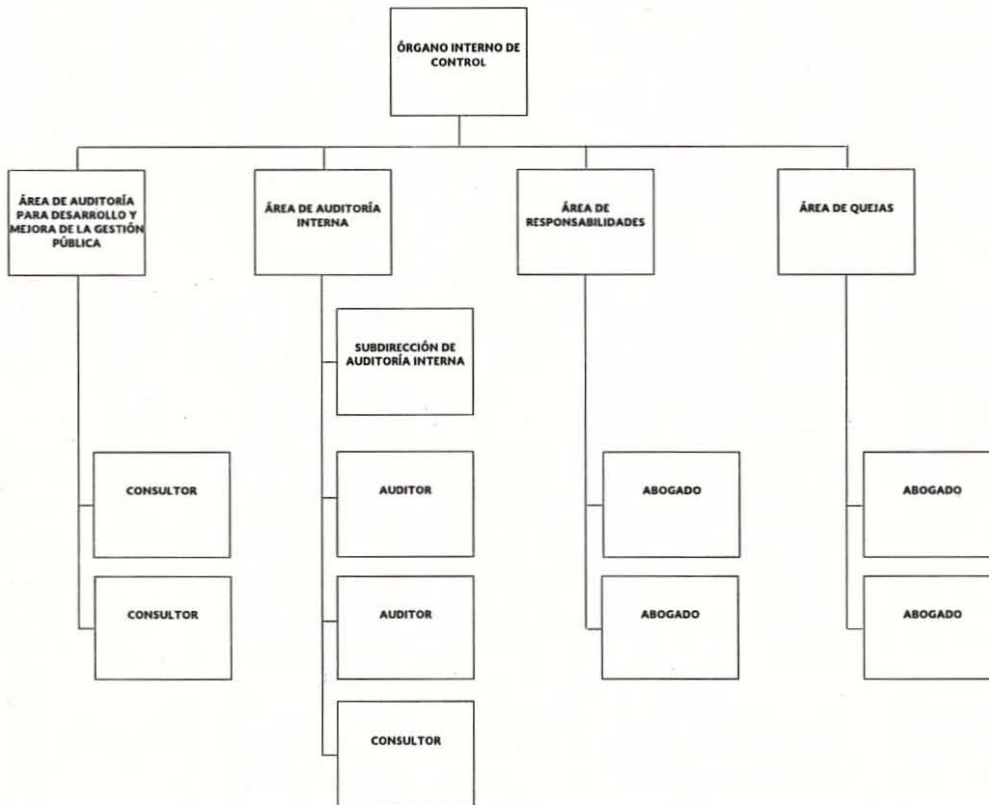 ÓRGANO INTERNO DE
CONTROL
ÁREA DE AUDITORÍA
PARA DESARROLLO Y
MEJORA DE LA GESTIÓN
PÚBLICA
ÁREA DE AUDITORÍA
INTERNA
ÁREA DE
RESPONSABILIDADES
ÁREA DE QUEJAS
SUBDIRECCIÓN DE
AUDITORÍA INTERNA
CONSULTOR
AUDITOR
ABOGADO
ABOGADO
CONSULTOR
AUDITOR
ABOGADO
ABOGADO
CONSULTOR